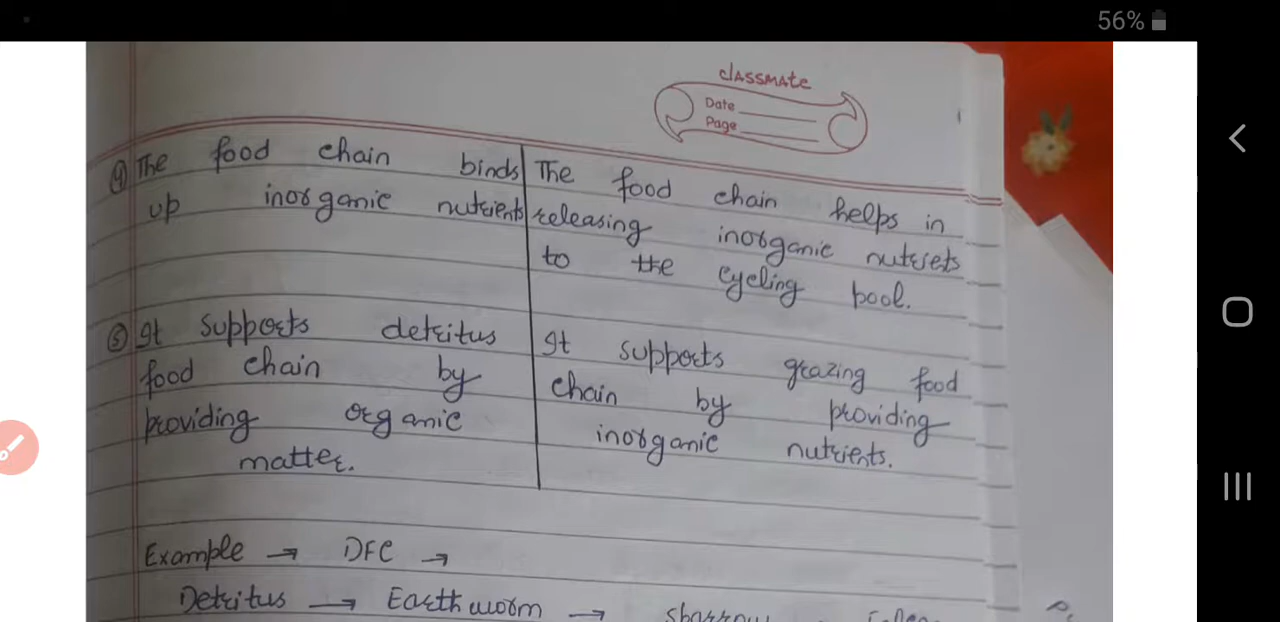 56%
classmate
Date
Page
④ The food chain binds
up inorganic nutrients
The food chain helps in
releasing inorganic nutriets
to the cycling pool.
⑤ It supports detritus
food chain by
providing organic
matter.
It supports grazing food
chain by providing
inorganic nutrients.
Example → DFC →
Detritus → Earthworm → sparrow